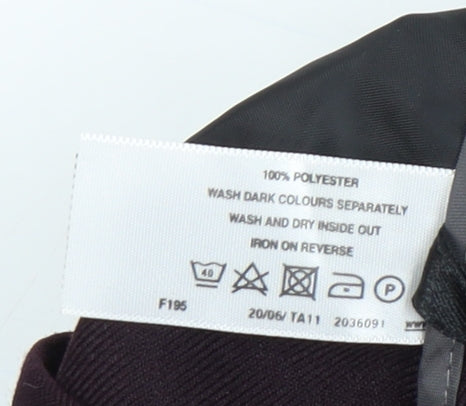 100% POLYESTER
WASH DARK COLOURS SEPARATELY
WASH AND DRY INSIDE OUT
IRON ON REVERSE
40 P
F195 20/06/ TA11 2036091 www